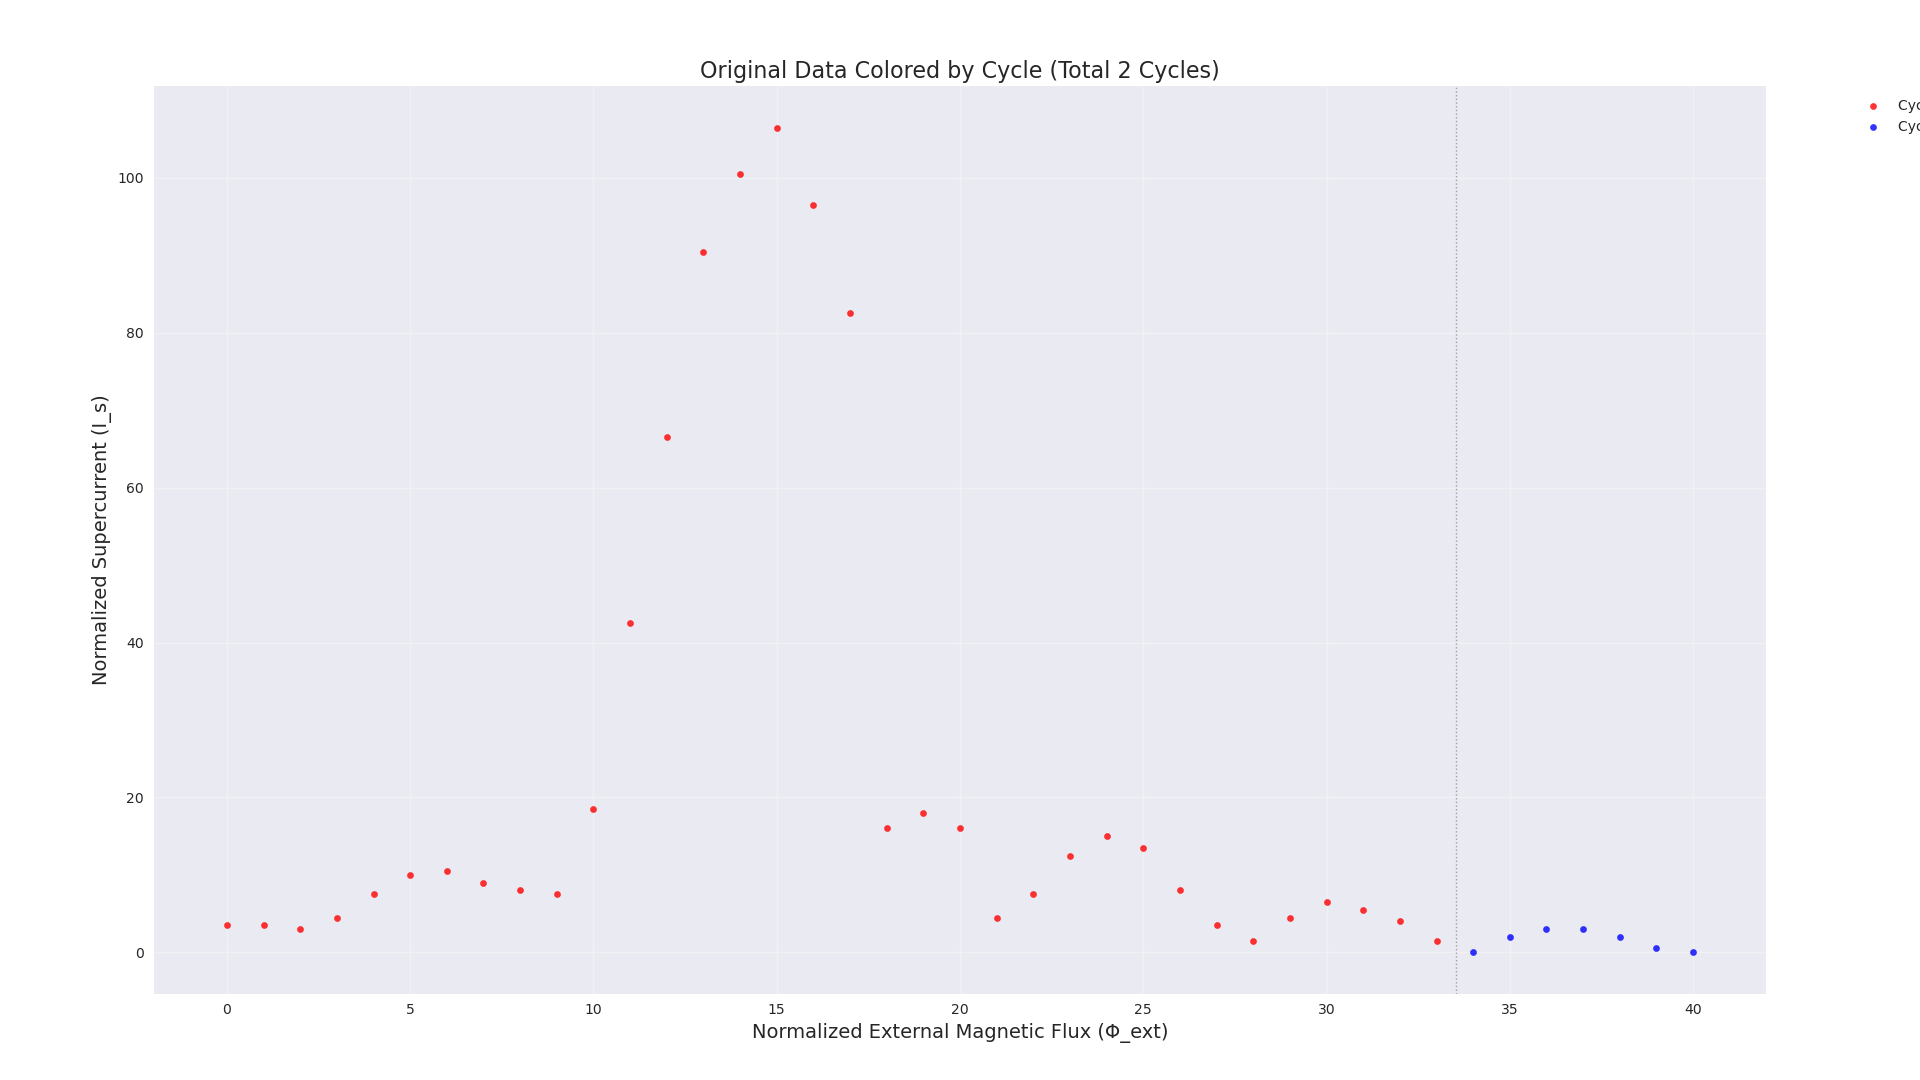 Original Data Colored by Cycle (Total 2 Cycles)
Cyc
Cyc
100
80
60
40
20
0
Normalized Supercurrent (I_s)
0 5 10 15 20 25 30 35 40
Normalized External Magnetic Flux (Φ_ext)